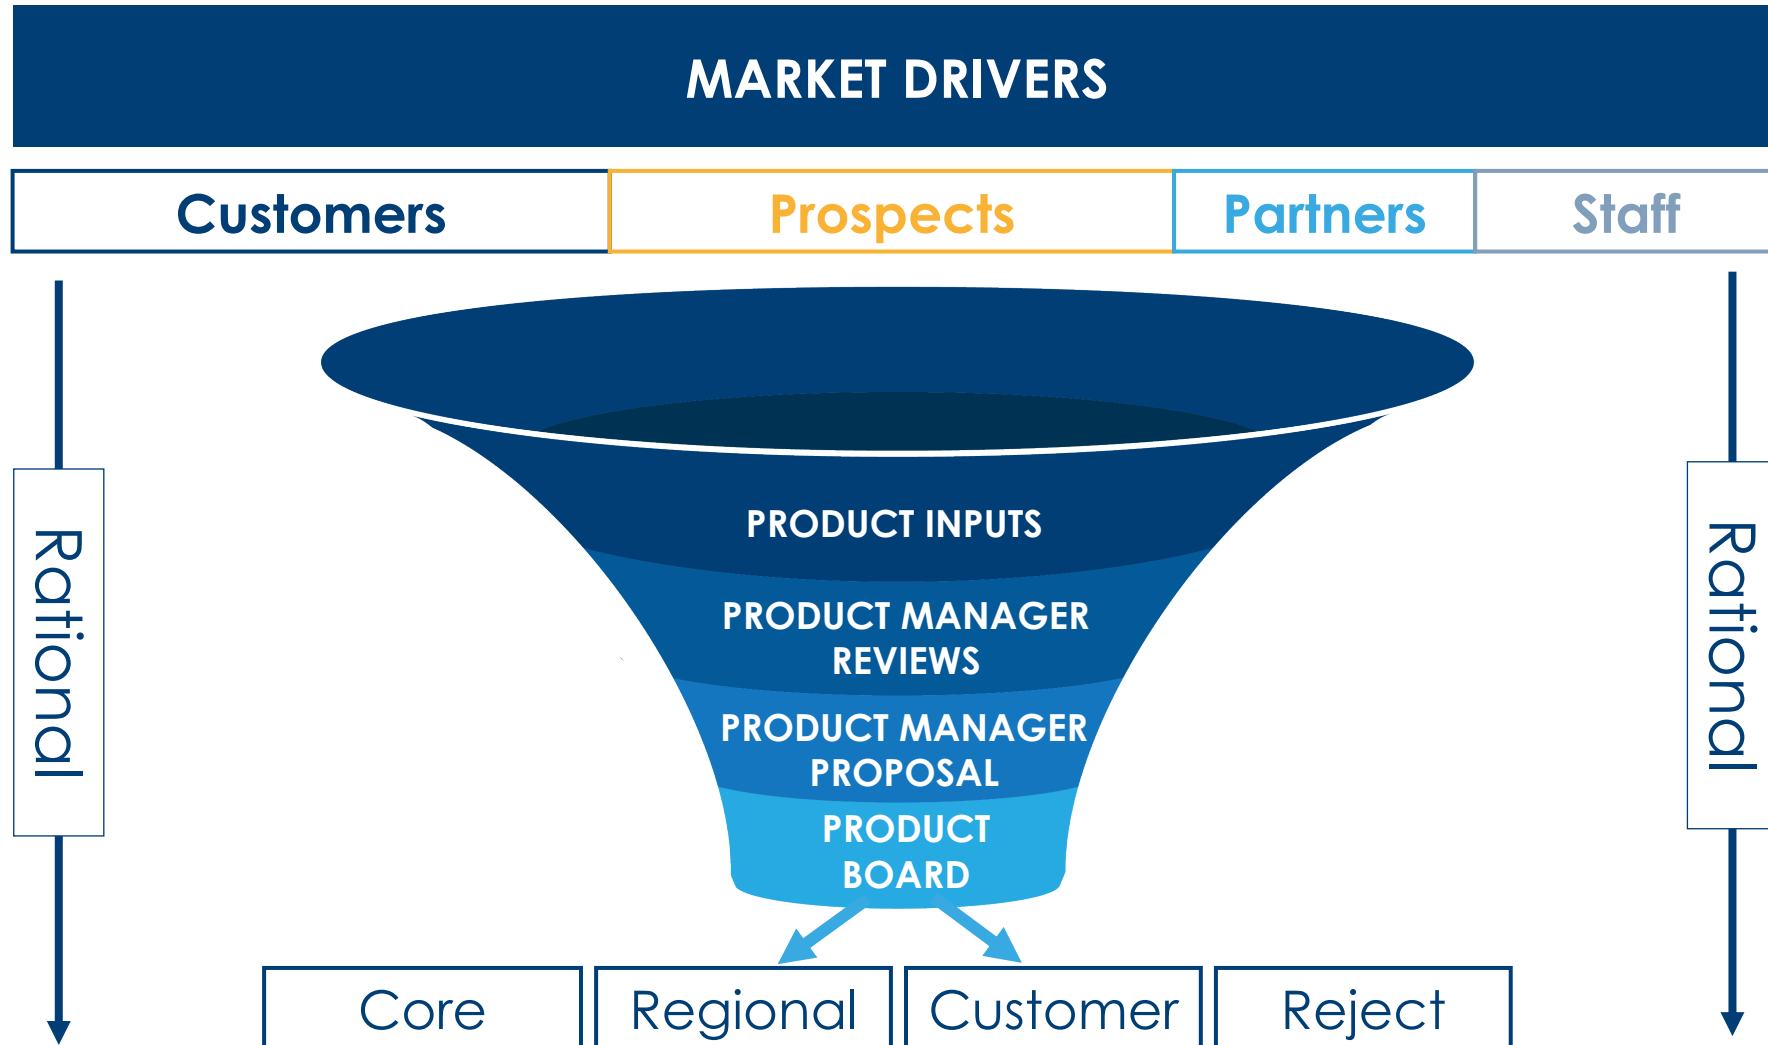 MARKET DRIVERS
Customers
Prospects
Partners
Staff
Rational
Rational
PRODUCT INPUTS
PRODUCT MANAGER
REVIEWS
PRODUCT MANAGER
PROPOSAL
PRODUCT
BOARD
Core
Regional
Customer
Reject